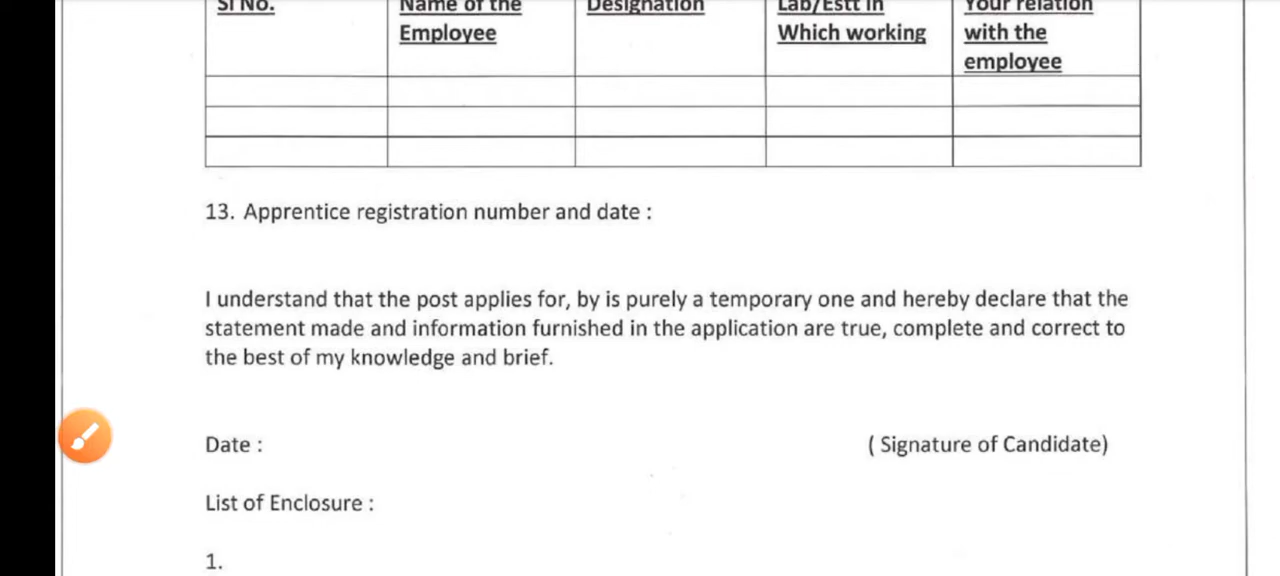 Sl No.
Name of the
Employee
Designation
Lab/Estt in
Which working
Your relation
with the
employee
13. Apprentice registration number and date :
I understand that the post applies for, by is purely a temporary one and hereby declare that the
statement made and information furnished in the application are true, complete and correct to
the best of my knowledge and brief.
Date :
( Signature of Candidate)
List of Enclosure :
1.